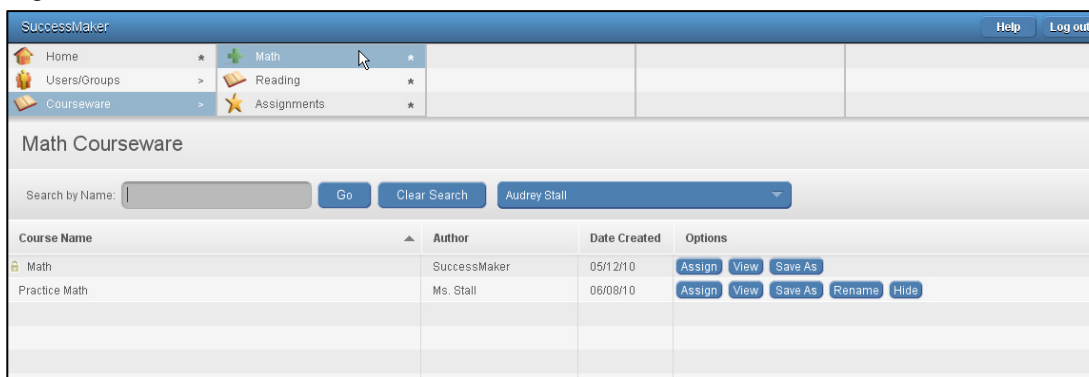 SuccessMaker Help Log out
Home * Math *
Users/Groups > Reading *
Courseware > Assignments *
Math Courseware
Search by Name: Go Clear Search Audrey Stall
Course Name Author Date Created Options
Math SuccessMaker 05/12/10 Assign View Save As
Practice Math Ms. Stall 06/08/10 Assign View Save As Rename Hide